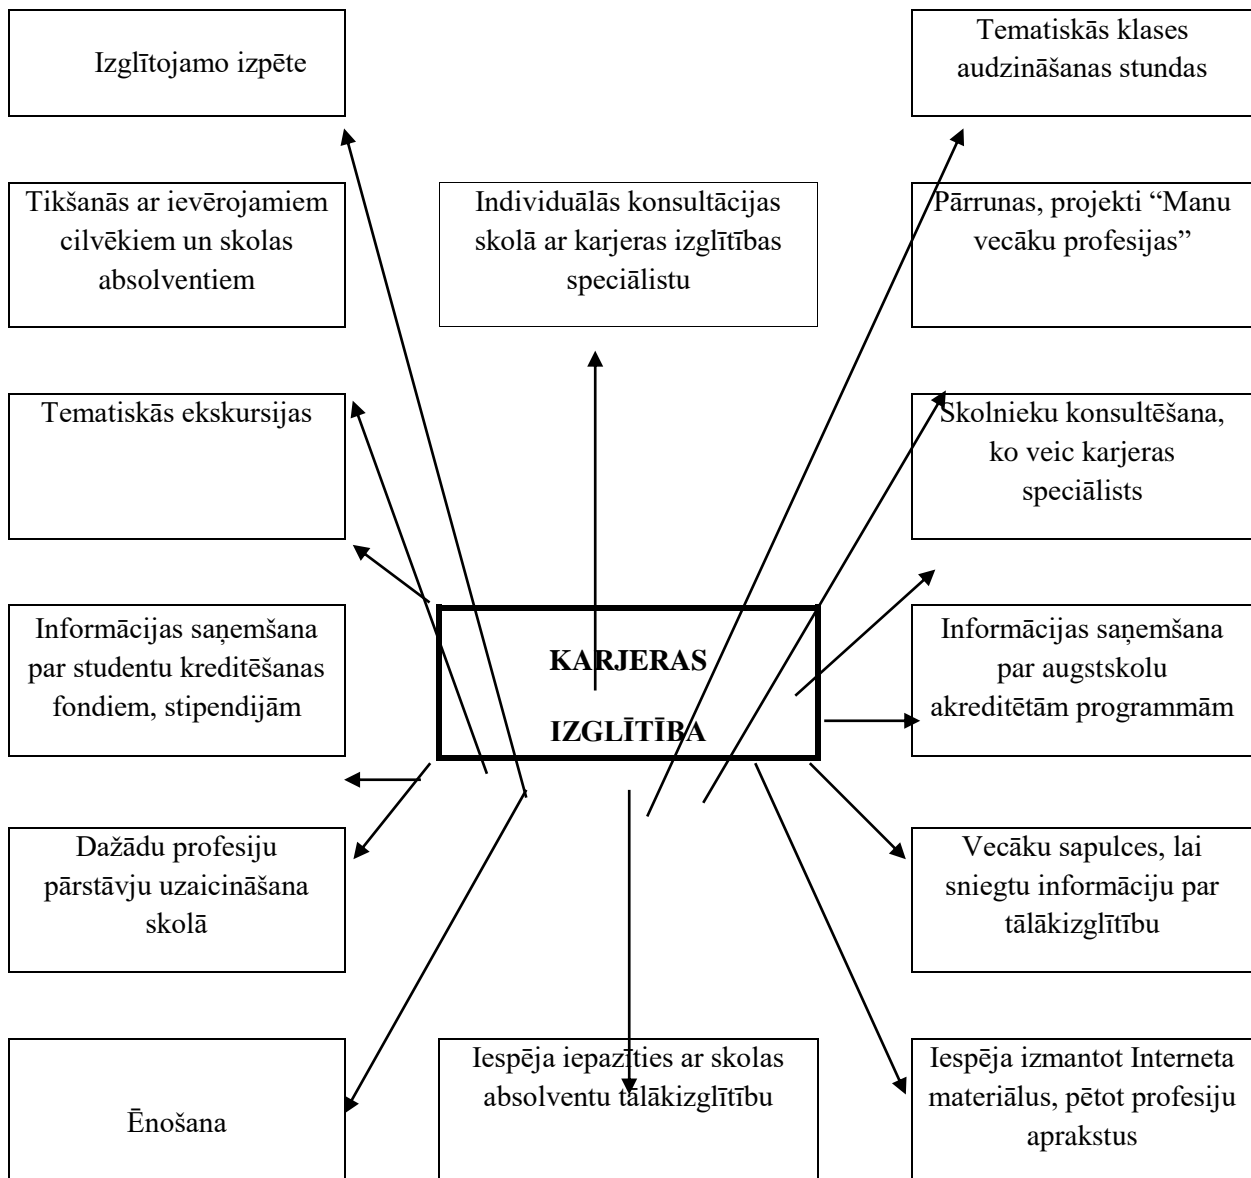 Izglītojamo izpēte
Tematiskās klases
audzināšanas stundas
Tikšanās ar ievērojamiem
cilvēkiem un skolas
absolventiem
Individuālās konsultācijas
skolā ar karjeras izglītības
speciālistu
Pārrunas, projekti “Manu
vecāku profesijas”
Tematiskās ekskursijas
Skolnieku konsultēšana,
ko veic karjeras
speciālists
Informācijas saņemšana
par studentu kreditēšanas
fondiem, stipendijām
KARJERAS
IZGLĪTĪBA
Informācijas saņemšana
par augstskolu
akreditētām programmām
Dažādu profesiju
pārstāvju uzaicināšana
skolā
Vecāku sapulces, lai
sniegtu informāciju par
tālākizglītību
Ēnošana
Iespēja iepazīties ar skolas
absolventu tālākizglītību
Iespēja izmantot Interneta
materiālus, pētot profesiju
aprakstus